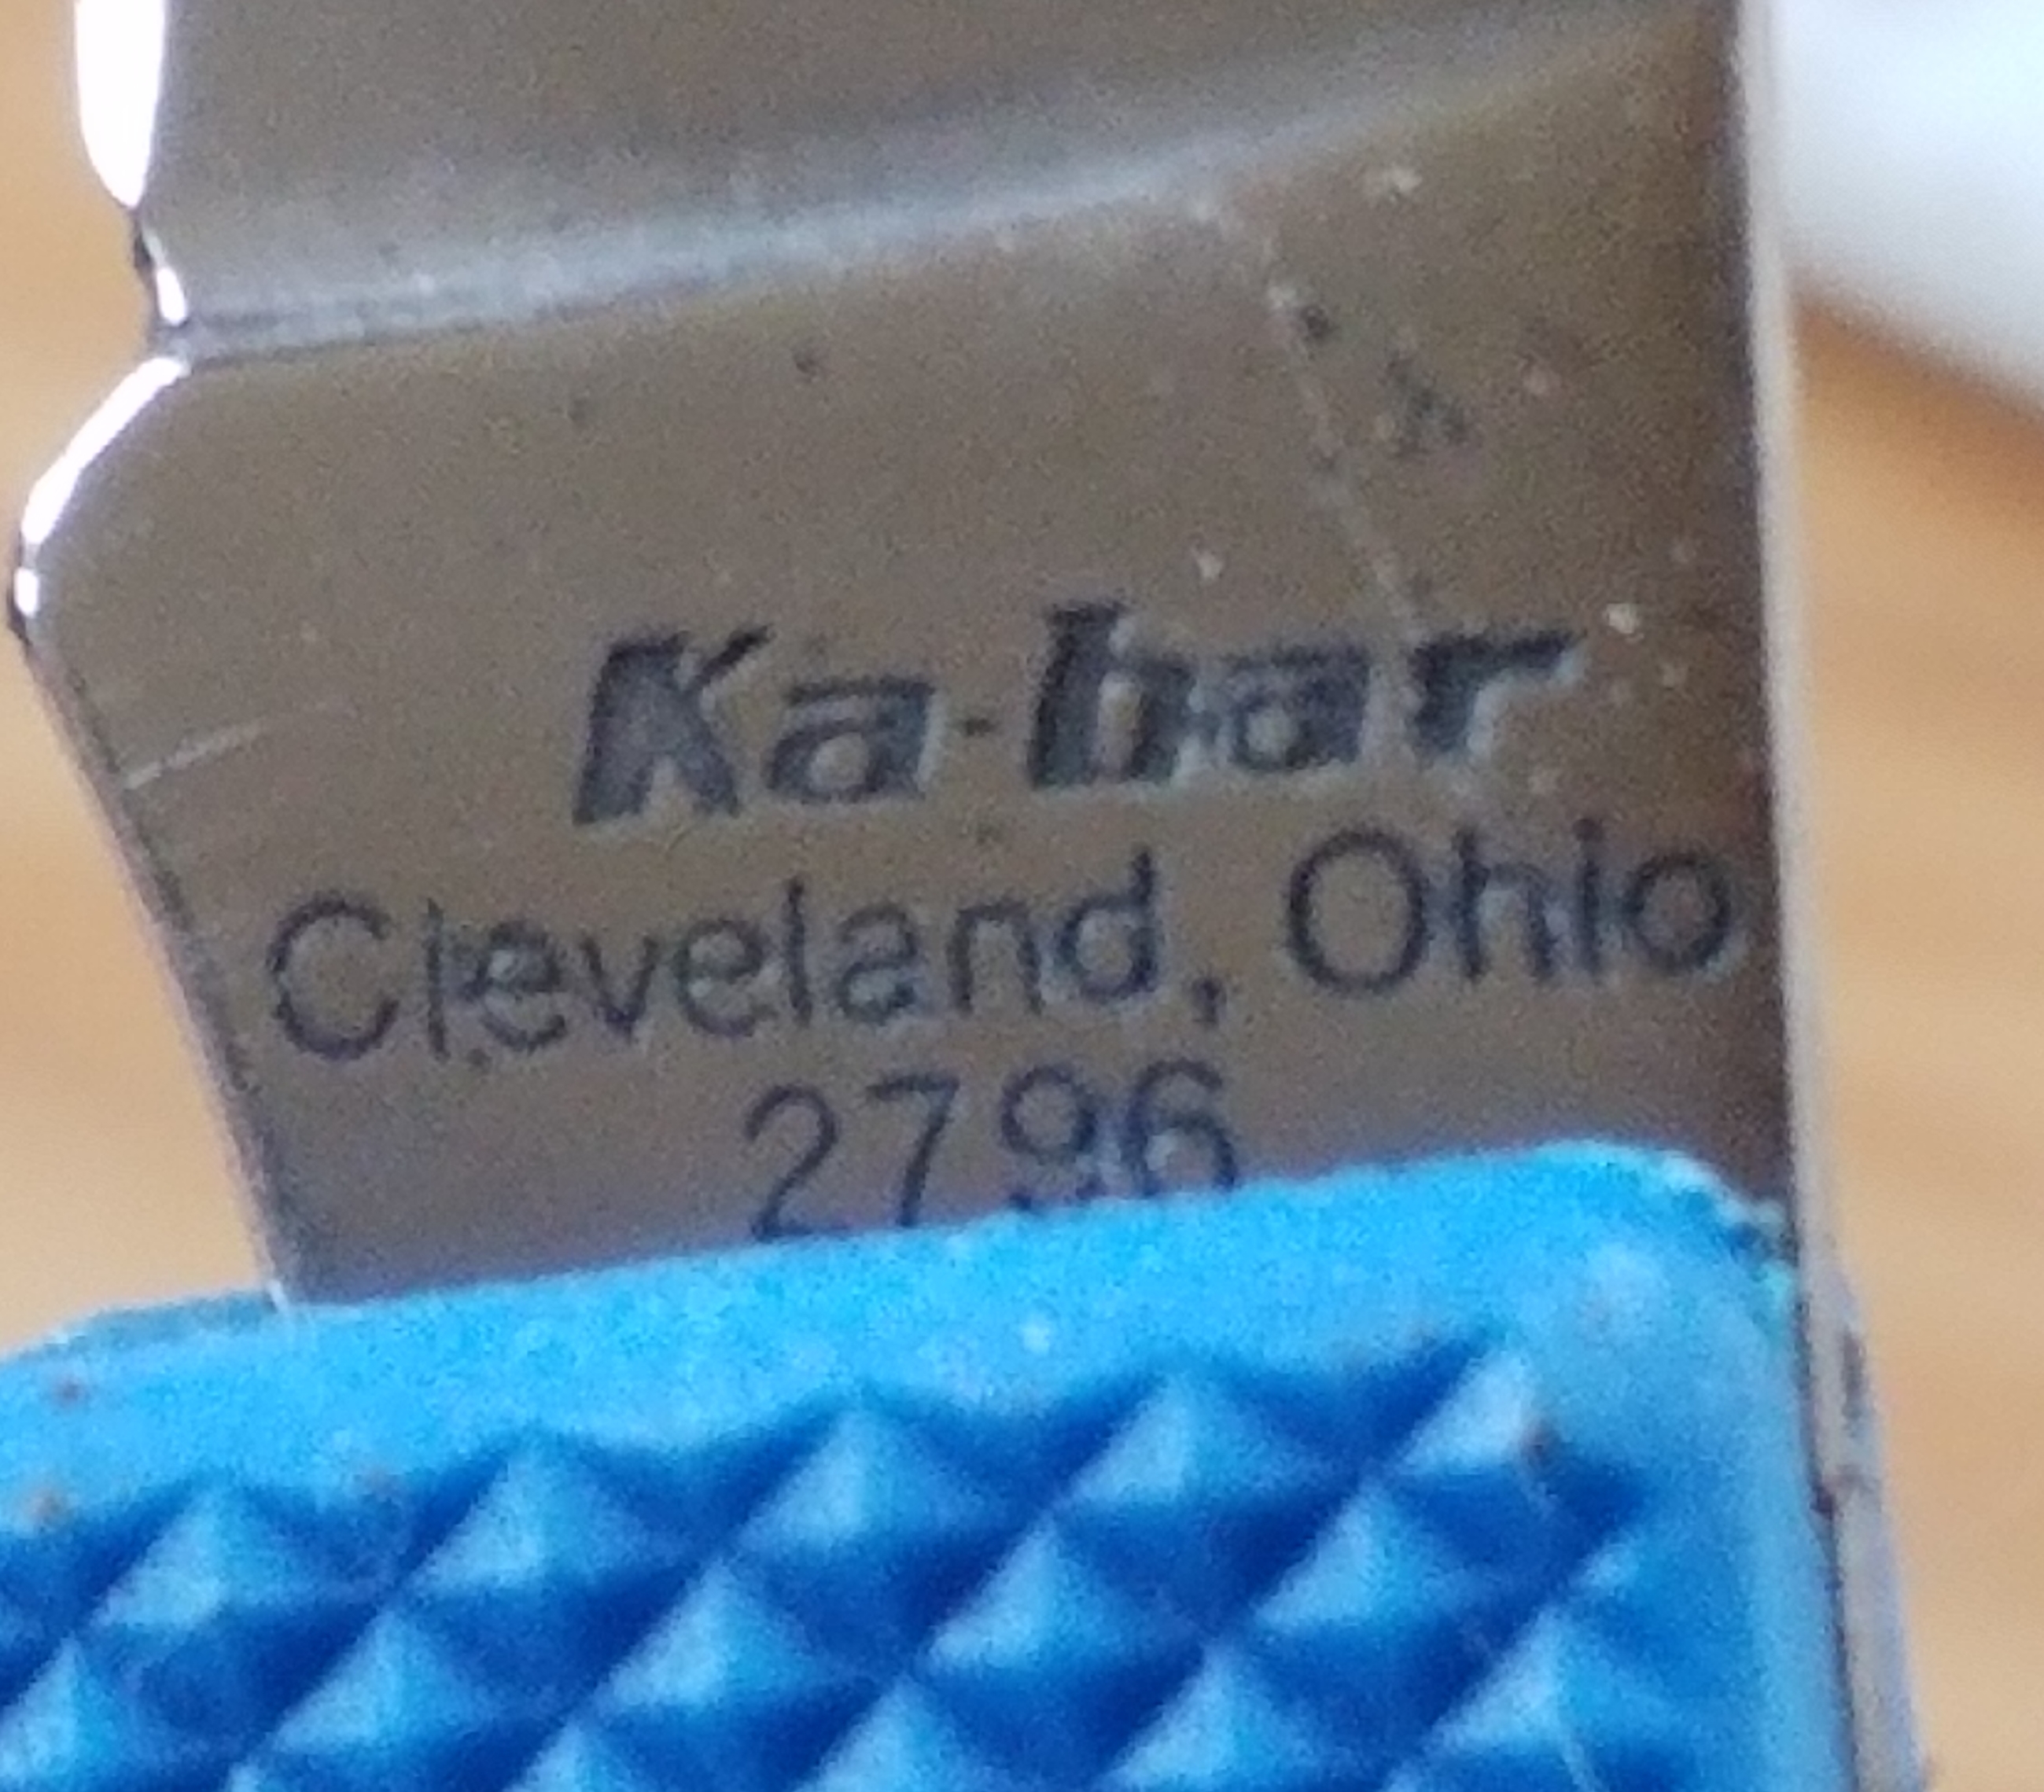 Ka-bar
Cleveland, Ohio
2796